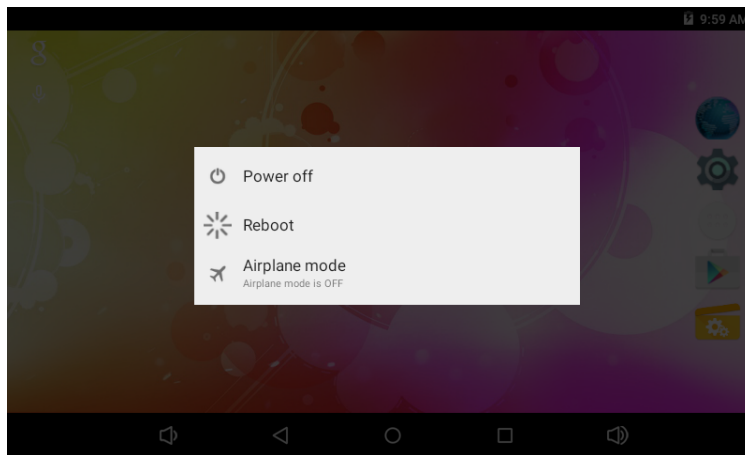 9:59 AM
g
Power off
Reboot
Airplane mode
Airplane mode is OFF